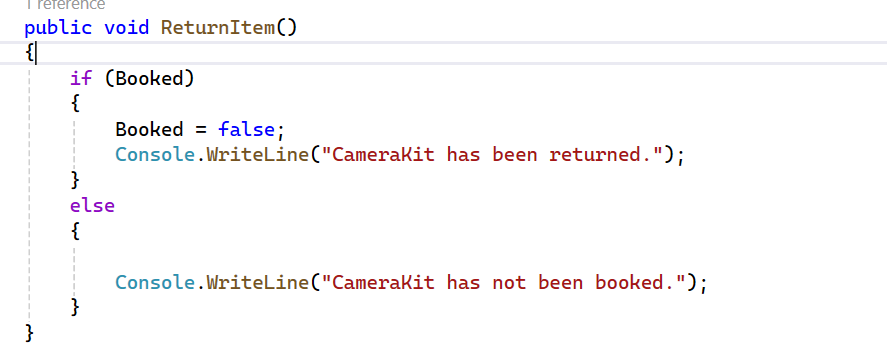 1 reference
public void ReturnItem()
{
if (Booked)
{
Booked = false;
Console.WriteLine("CameraKit has been returned.");
}
else
{
Console.WriteLine("CameraKit has not been booked.");
}
}